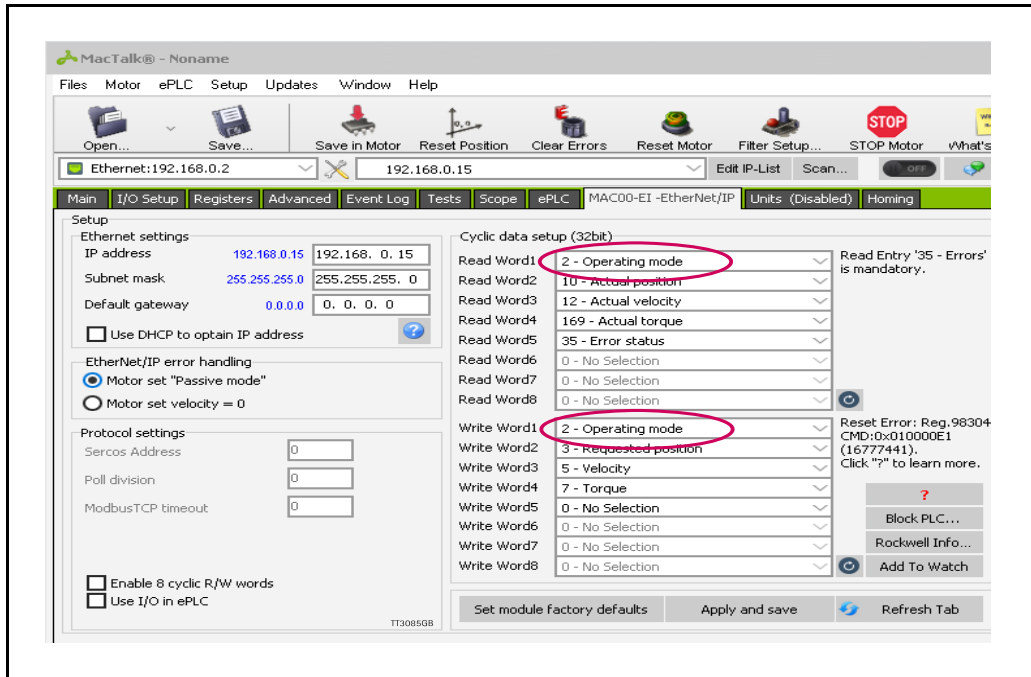 MacTalk® - Noname
Files Motor ePLC Setup Updates Window Help
Open... Save... Save in Motor Reset Position Clear Errors Reset Motor Filter Setup... STOP Motor What's
STOP
Ethernet:192.168.0.2 192.168.0.15 Edit IP-List Scan... OFF
Main I/O Setup Registers Advanced Event Log Tests Scope ePLC MAC00-EI -EtherNet/IP Units (Disabled) Homing
Setup
Ethernet settings
IP address 192.168.0.15 192.168. 0. 15
Subnet mask 255.255.255.0 255.255.255. 0
Default gateway 0.0.0.0 0. 0. 0. 0
Use DHCP to optain IP address
EtherNet/IP error handling
Motor set "Passive mode"
Motor set velocity = 0
Protocol settings
Sercos Address 0
Poll division 0
ModbusTCP timeout 0
Enable 8 cyclic R/W words
Use I/O in ePLC
TT3085GB
Cyclic data setup (32bit)
Read Word1 2 - Operating mode
Read Word2 10 - Actual position
Read Word3 12 - Actual velocity
Read Word4 169 - Actual torque
Read Word5 35 - Error status
Read Word6 0 - No Selection
Read Word7 0 - No Selection
Read Word8 0 - No Selection
Read Entry '35 - Errors'
is mandatory.
Write Word1 2 - Operating mode
Write Word2 3 - Requested position
Write Word3 5 - Velocity
Write Word4 7 - Torque
Write Word5 0 - No Selection
Write Word6 0 - No Selection
Write Word7 0 - No Selection
Write Word8 0 - No Selection
Reset Error: Reg.98304
CMD:0x010000E1
(16777441).
Click "?" to learn more.
?
Block PLC...
Rockwell Info...
Add To Watch
Set module factory defaults Apply and save Refresh Tab